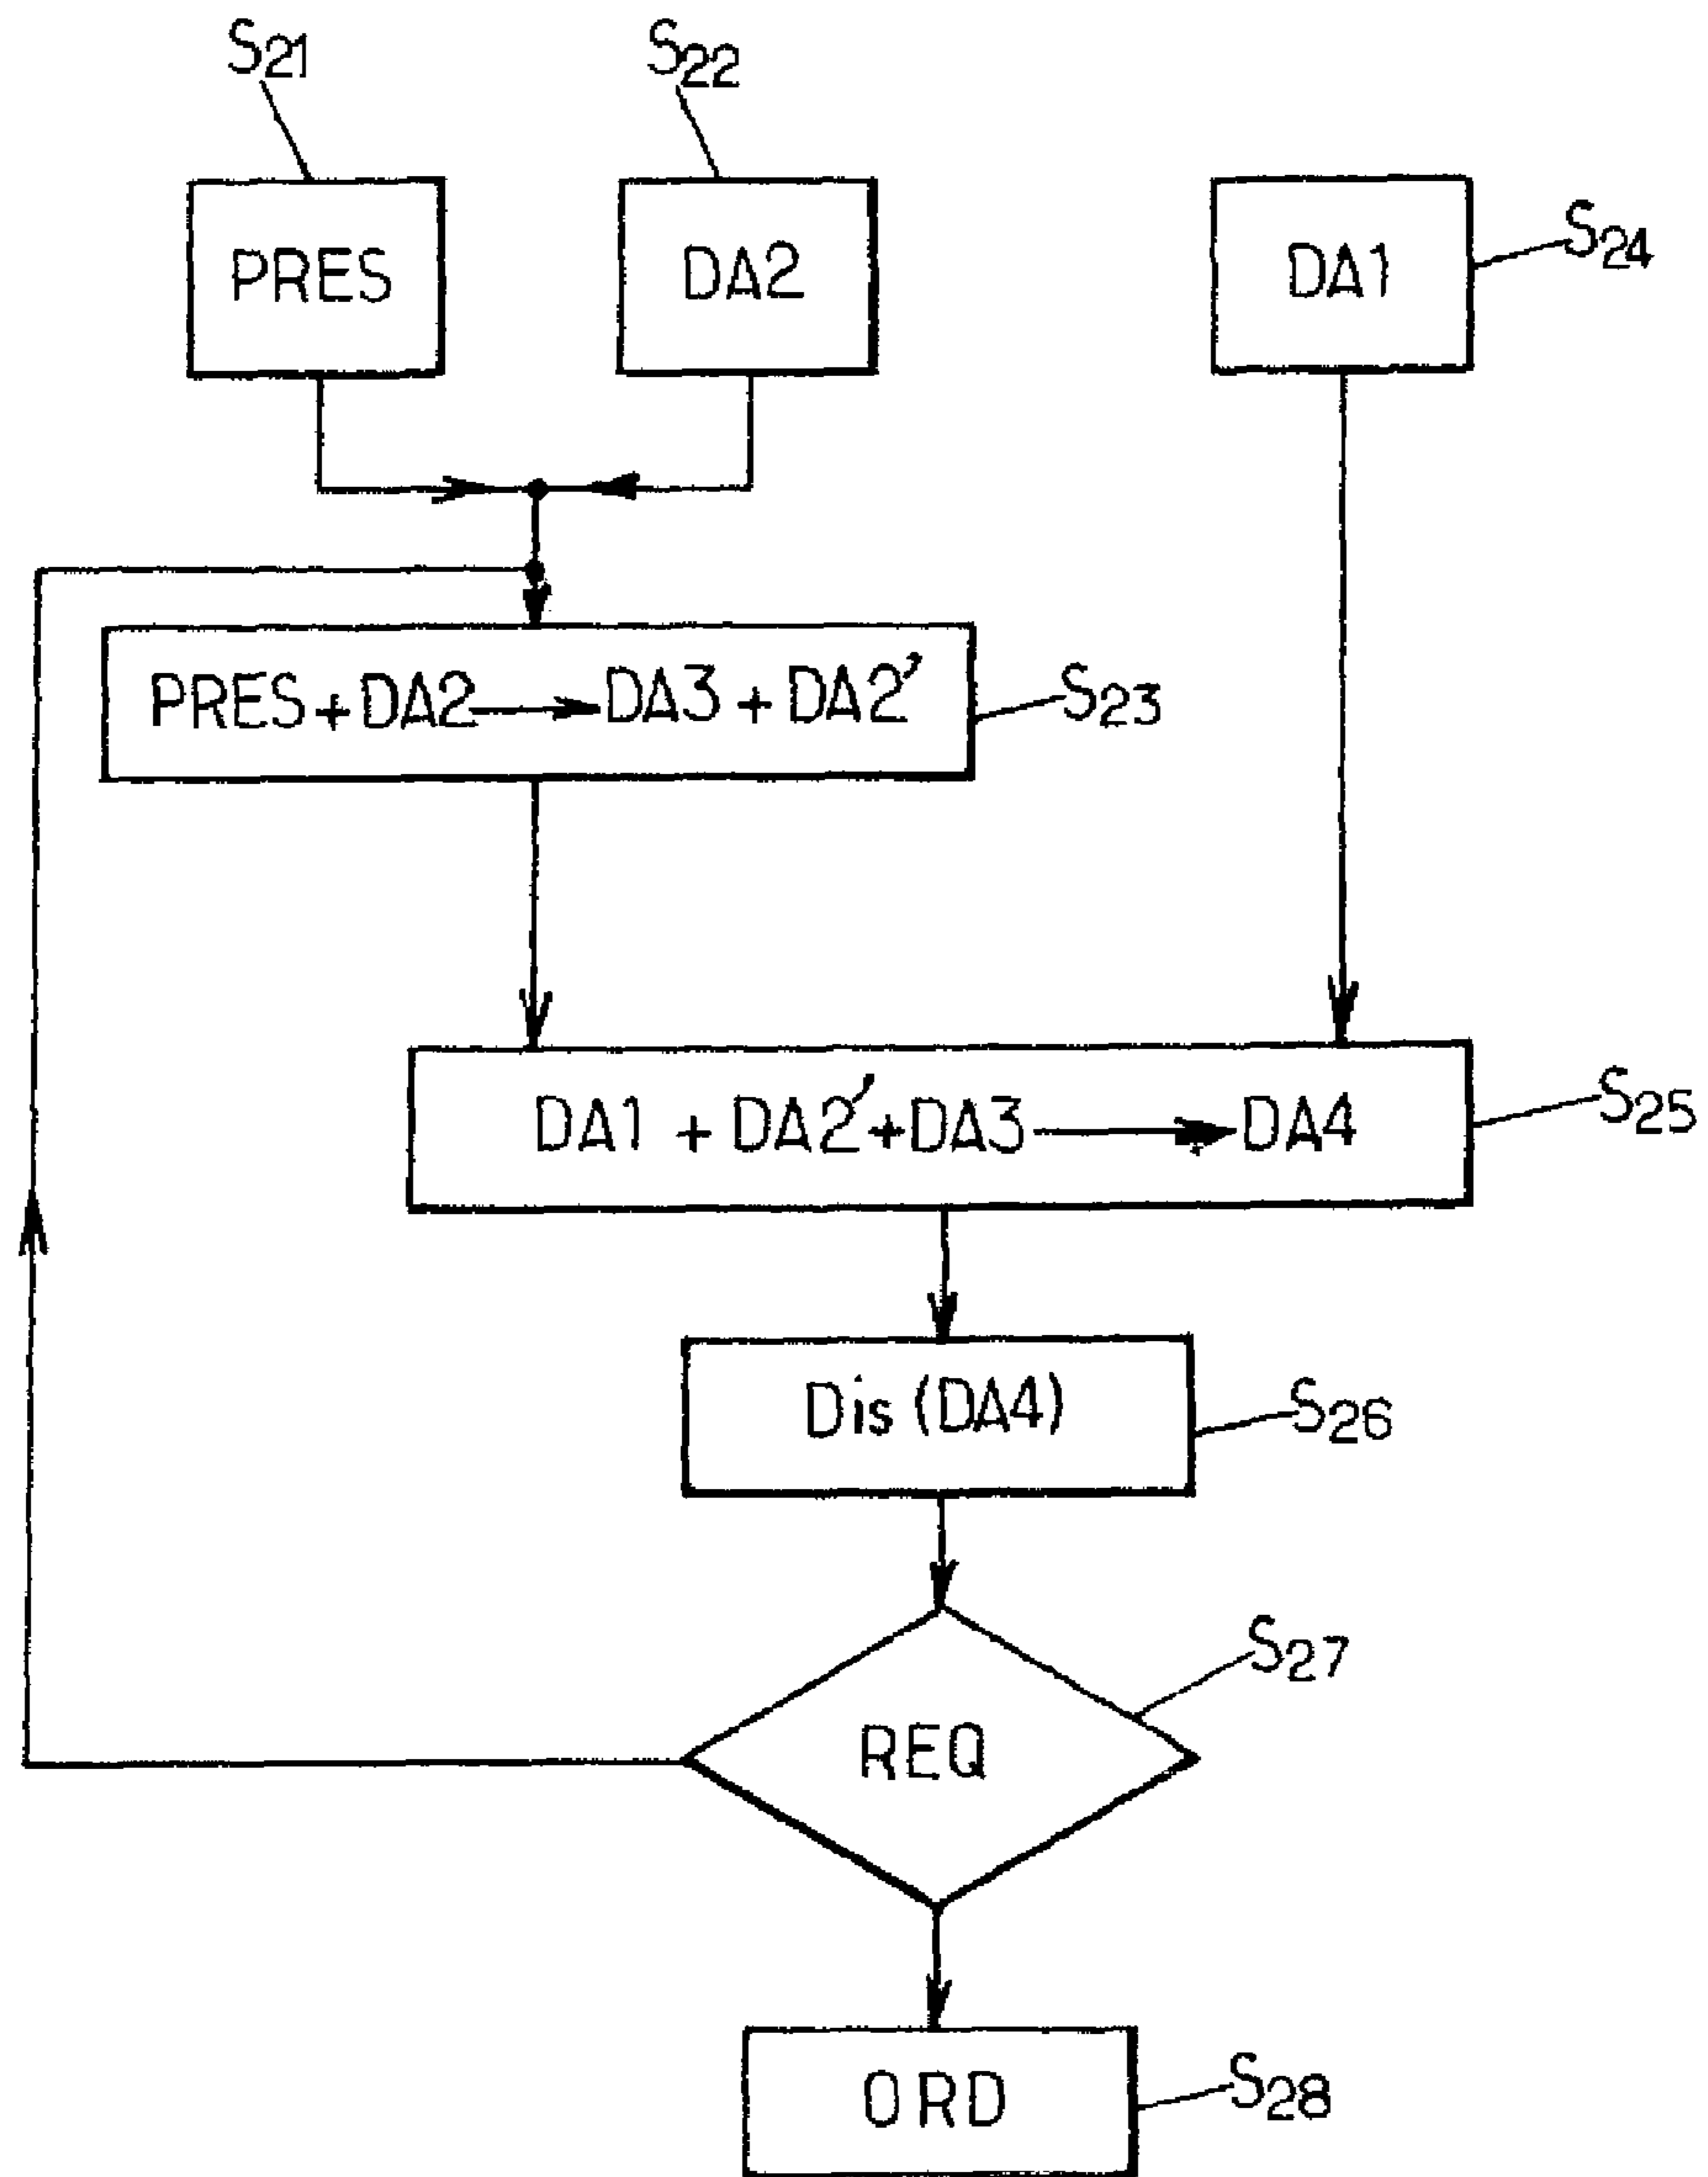 S21
S22
PRES
DA2
DA1
S24
PRES + DA2 → DA3 + DA2'
S23
DA1 + DA2' + DA3 → DA4
S25
Dis (DA4)
S26
REQ
S27
ORD
S28